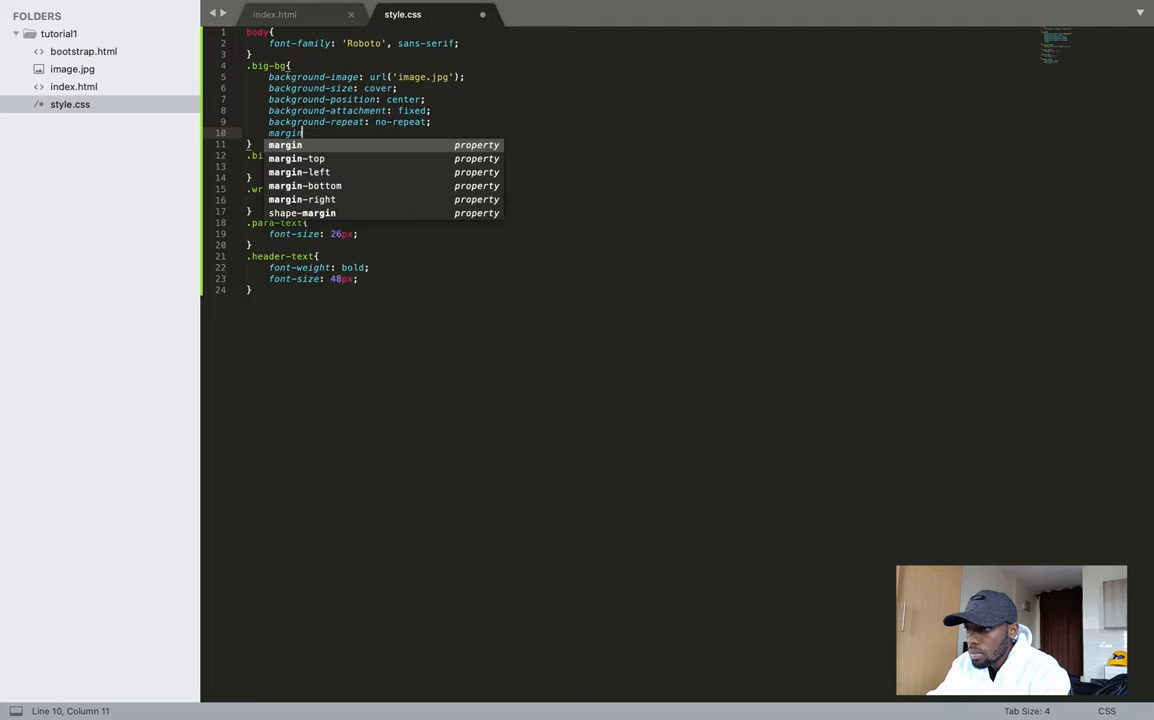 FOLDERS
tutorial1
bootstrap.html
image.jpg
index.html
style.css
index.html
style.css
1 body{
2 font-family: 'Roboto', sans-serif;
3 }
4 .big-bg{
5 background-image: url('image.jpg');
6 background-size: cover;
7 background-position: center;
8 background-attachment: fixed;
9 background-repeat: no-repeat;
10 margin
11 }
margin property
12 .bi
margin-top property
13
margin-left property
14 }
margin-bottom property
15 .wr
16
margin-right property
17 }
shape-margin property
18 .para-text{
19 font-size: 26px;
20 }
21 .header-text{
22 font-weight: bold;
23 font-size: 48px;
24 }
Line 10, Column 11
Tab Size: 4
CSS